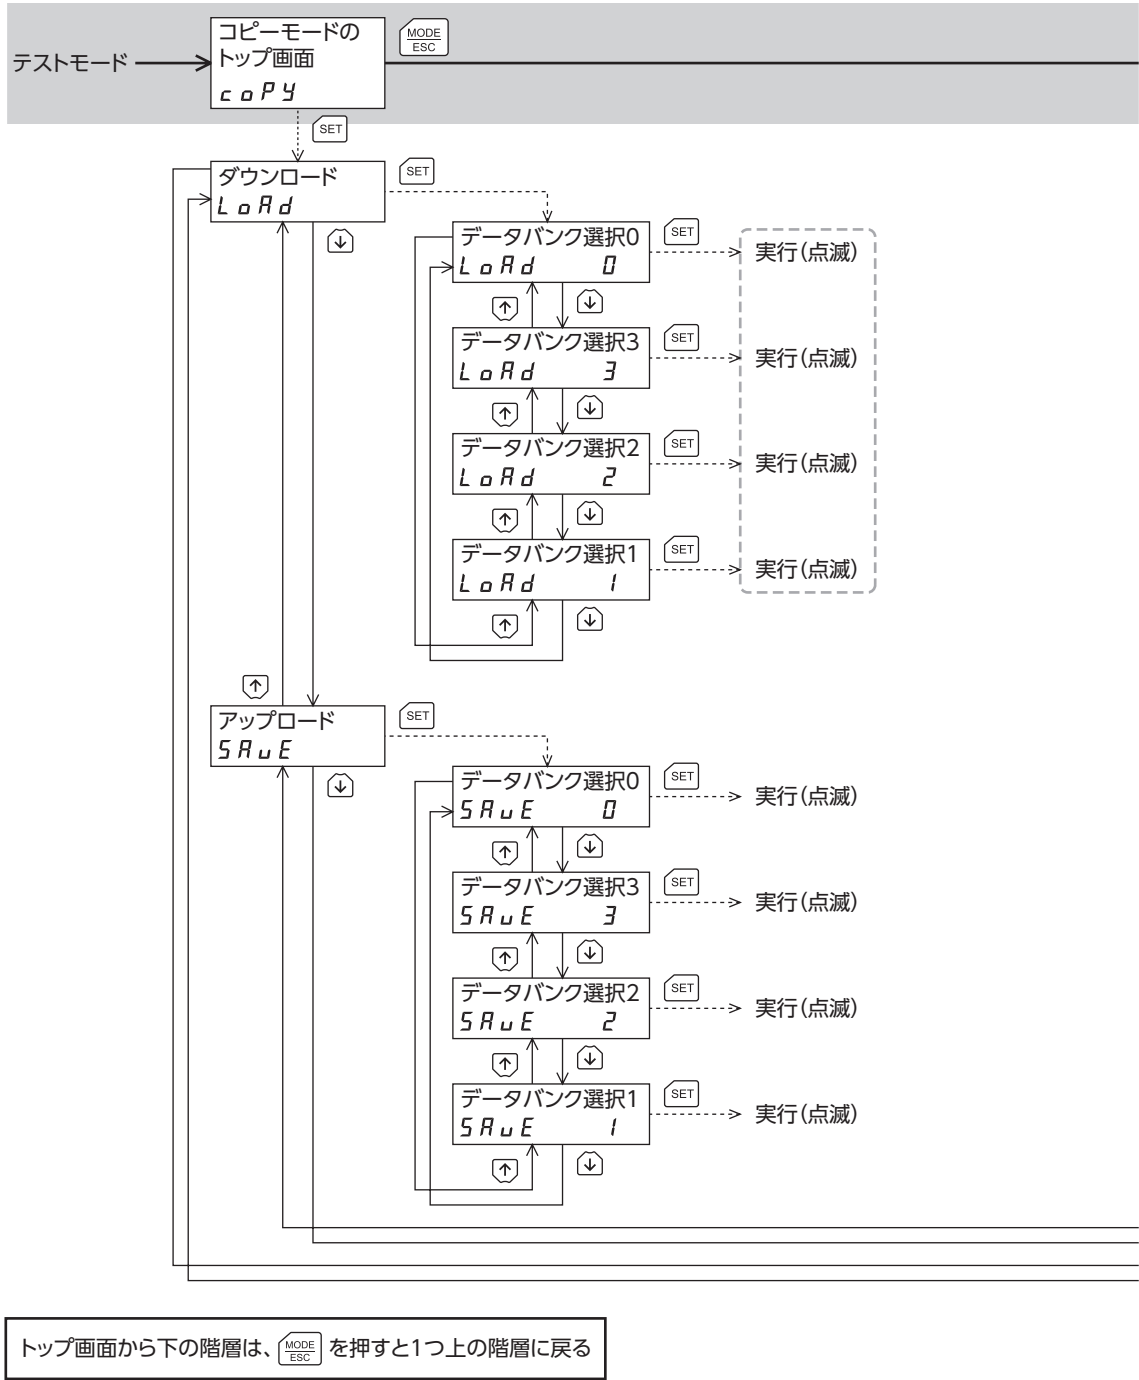 テストモード
コピーモードの
トップ画面
coPY
MODE
ESC
SET
ダウンロード
LoAd
SET
データバンク選択0
LoAd 0
SET
実行(点滅)
データバンク選択3
LoAd 3
SET
実行(点滅)
データバンク選択2
LoAd 2
SET
実行(点滅)
データバンク選択1
LoAd 1
SET
実行(点滅)
アップロード
SAvE
SET
データバンク選択0
SAvE 0
SET
実行(点滅)
データバンク選択3
SAvE 3
SET
実行(点滅)
データバンク選択2
SAvE 2
SET
実行(点滅)
データバンク選択1
SAvE 1
SET
実行(点滅)
トップ画面から下の階層は、MODE ESC を押すと1つ上の階層に戻る